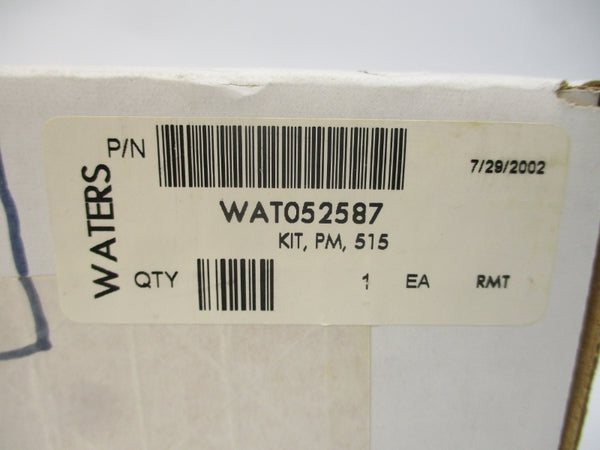 WATERS
P/N
7/29/2002
WAT052587
KIT, PM, 515
QTY 1 EA RMT